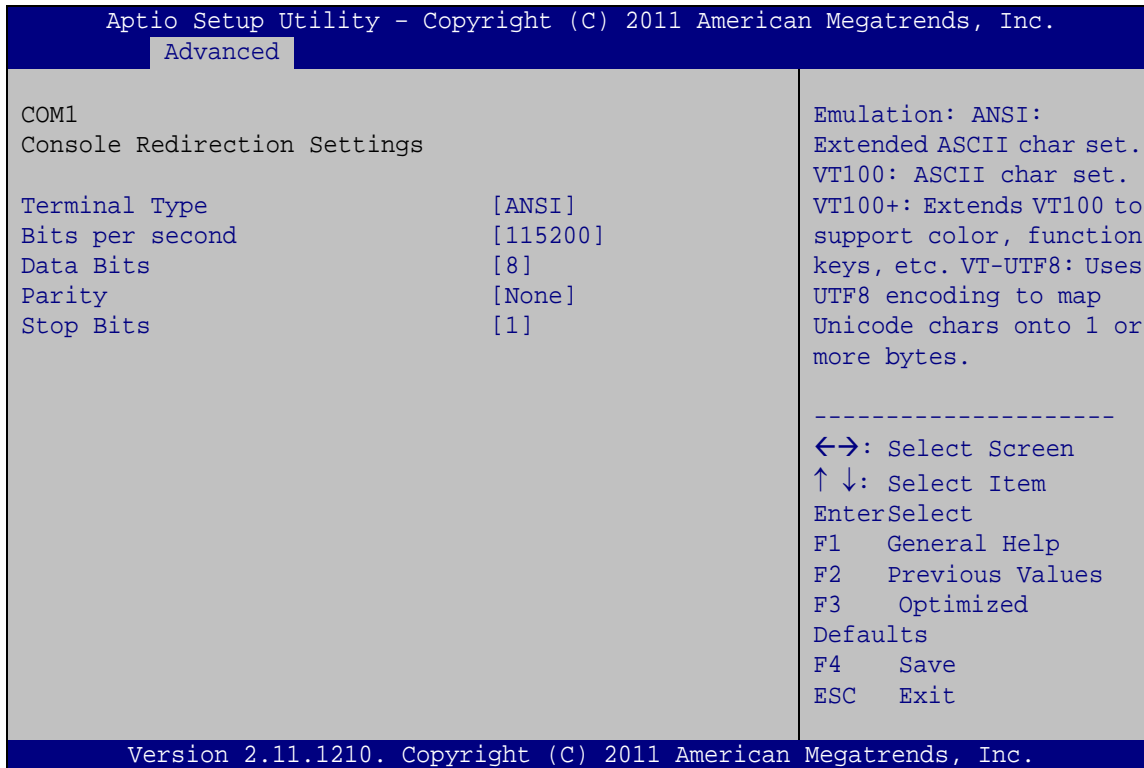 Aptio Setup Utility – Copyright (C) 2011 American Megatrends, Inc.
Advanced
COM1
Console Redirection Settings
Terminal Type [ANSI]
Bits per second [115200]
Data Bits [8]
Parity [None]
Stop Bits [1]
Emulation: ANSI:
Extended ASCII char set.
VT100: ASCII char set.
VT100+: Extends VT100 to
support color, function
keys, etc. VT-UTF8: Uses
UTF8 encoding to map
Unicode chars onto 1 or
more bytes.
---------------------
←→: Select Screen
↑ ↓: Select Item
EnterSelect
F1 General Help
F2 Previous Values
F3 Optimized
Defaults
F4 Save
ESC Exit
Version 2.11.1210. Copyright (C) 2011 American Megatrends, Inc.